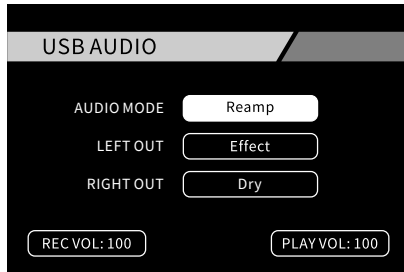 USB AUDIO
AUDIO MODE Reamp
LEFT OUT Effect
RIGHT OUT Dry
REC VOL: 100 PLAY VOL: 100